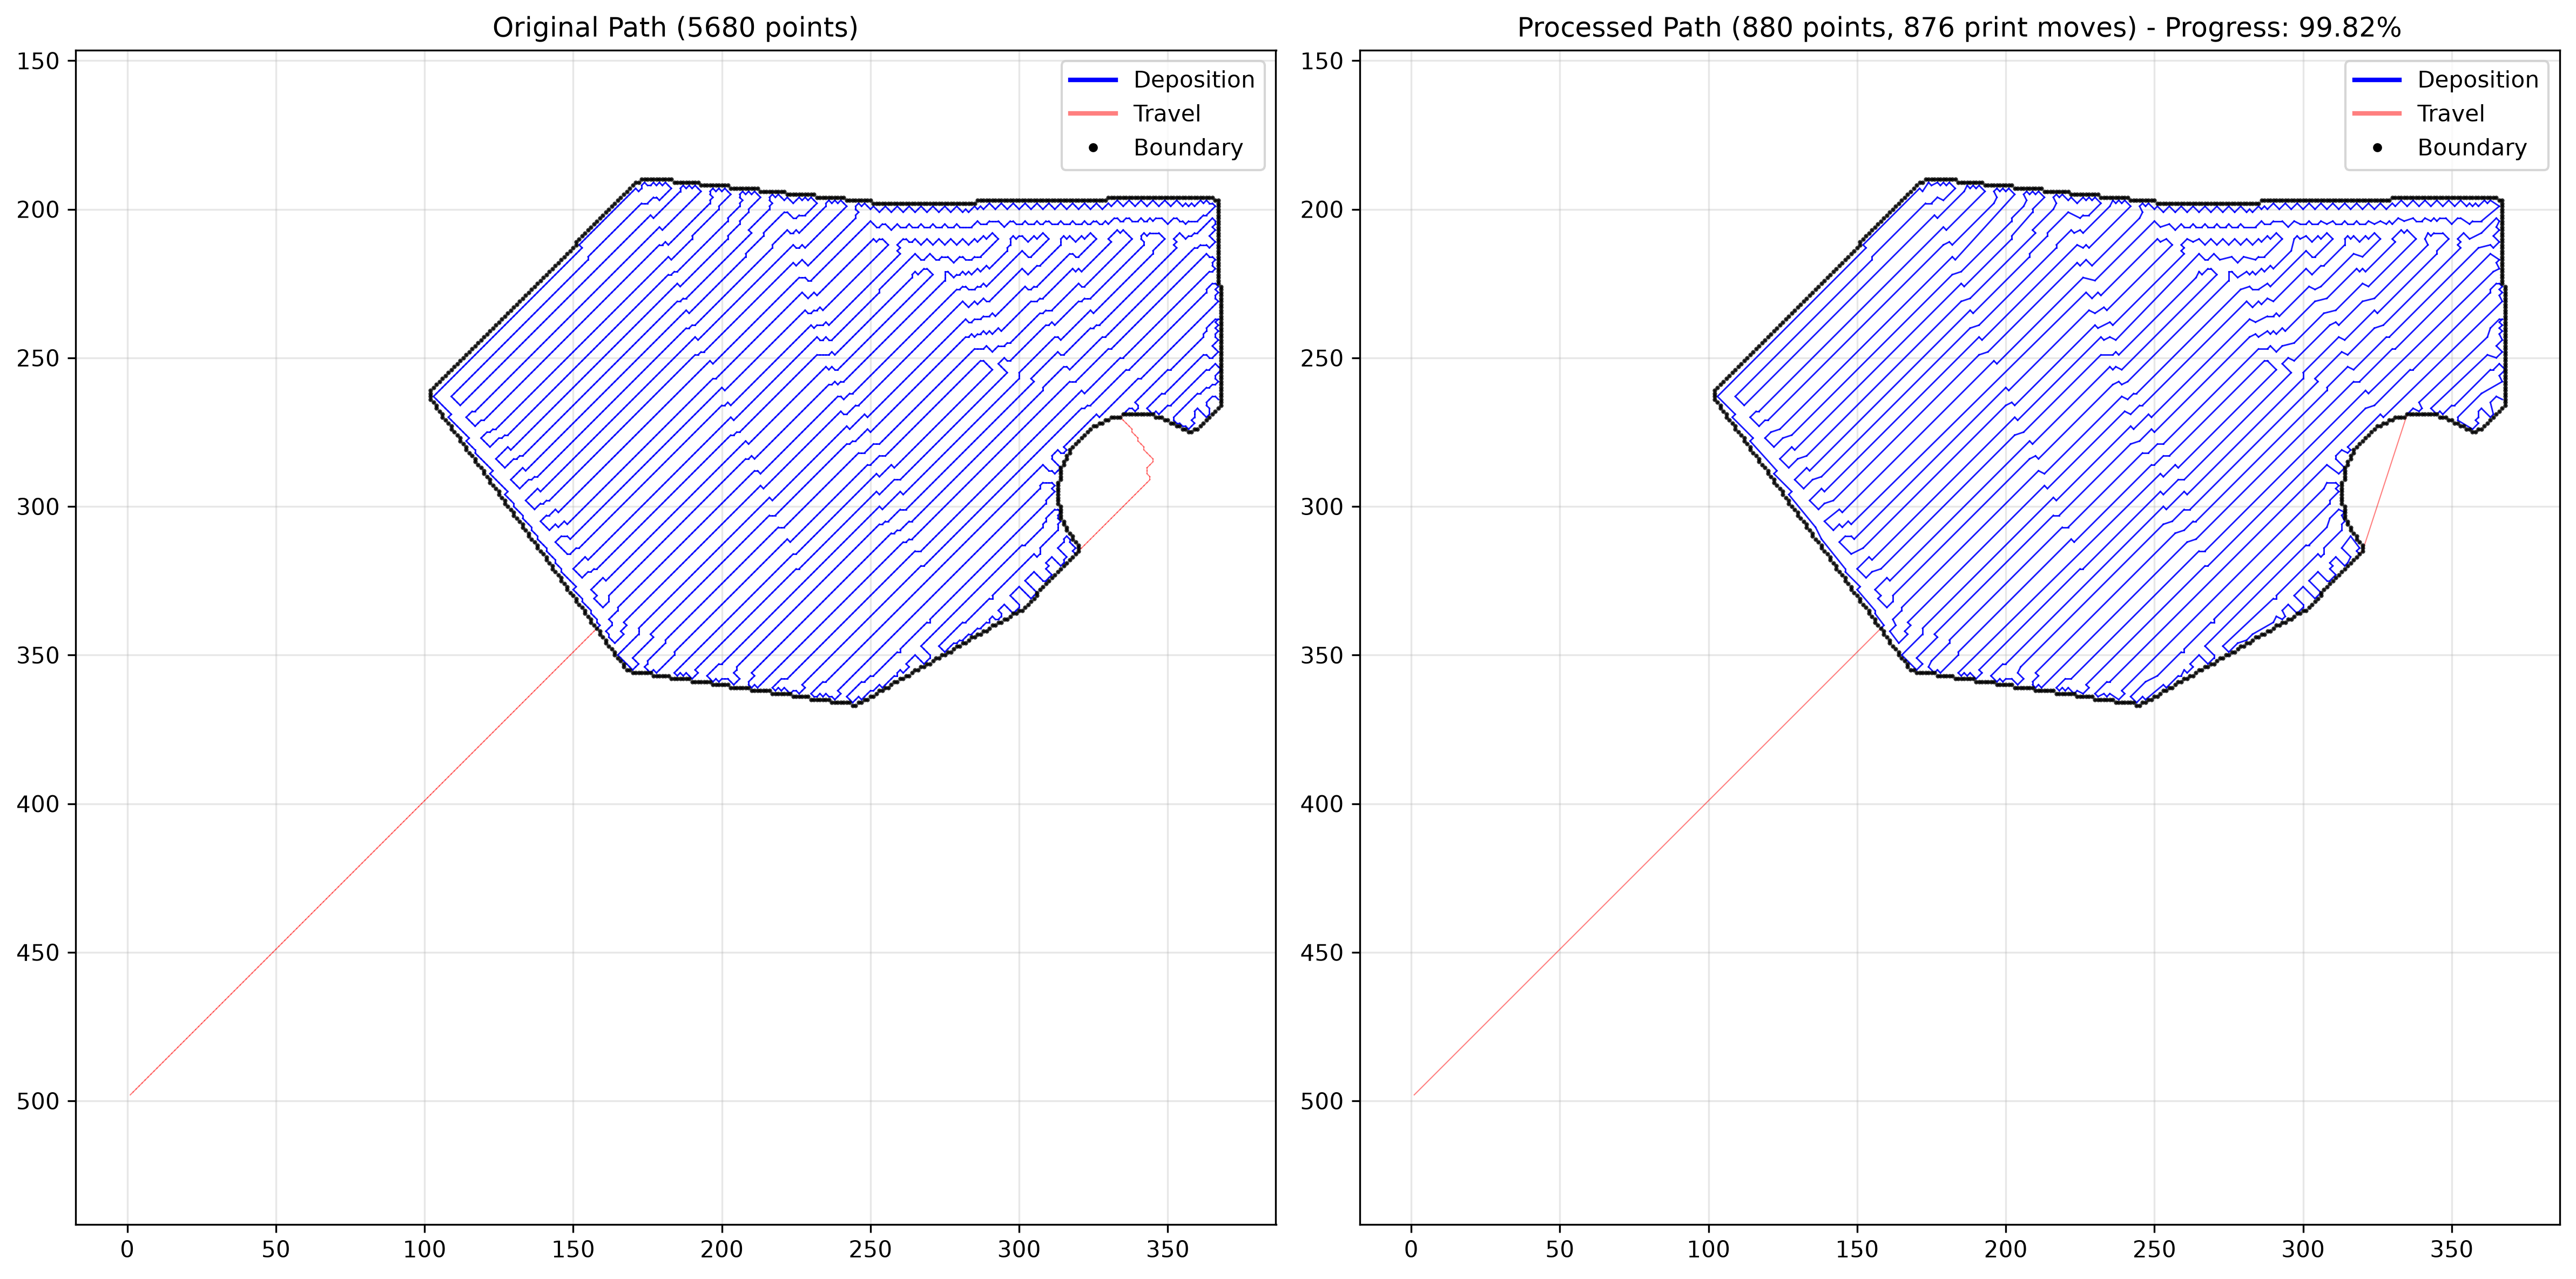 Original Path (5680 points)
Deposition
Travel
Boundary
150
200
250
300
350
400
450
500
0 50 100 150 200 250 300 350
Processed Path (880 points, 876 print moves) - Progress: 99.82%
Deposition
Travel
Boundary
150
200
250
300
350
400
450
500
0 50 100 150 200 250 300 350